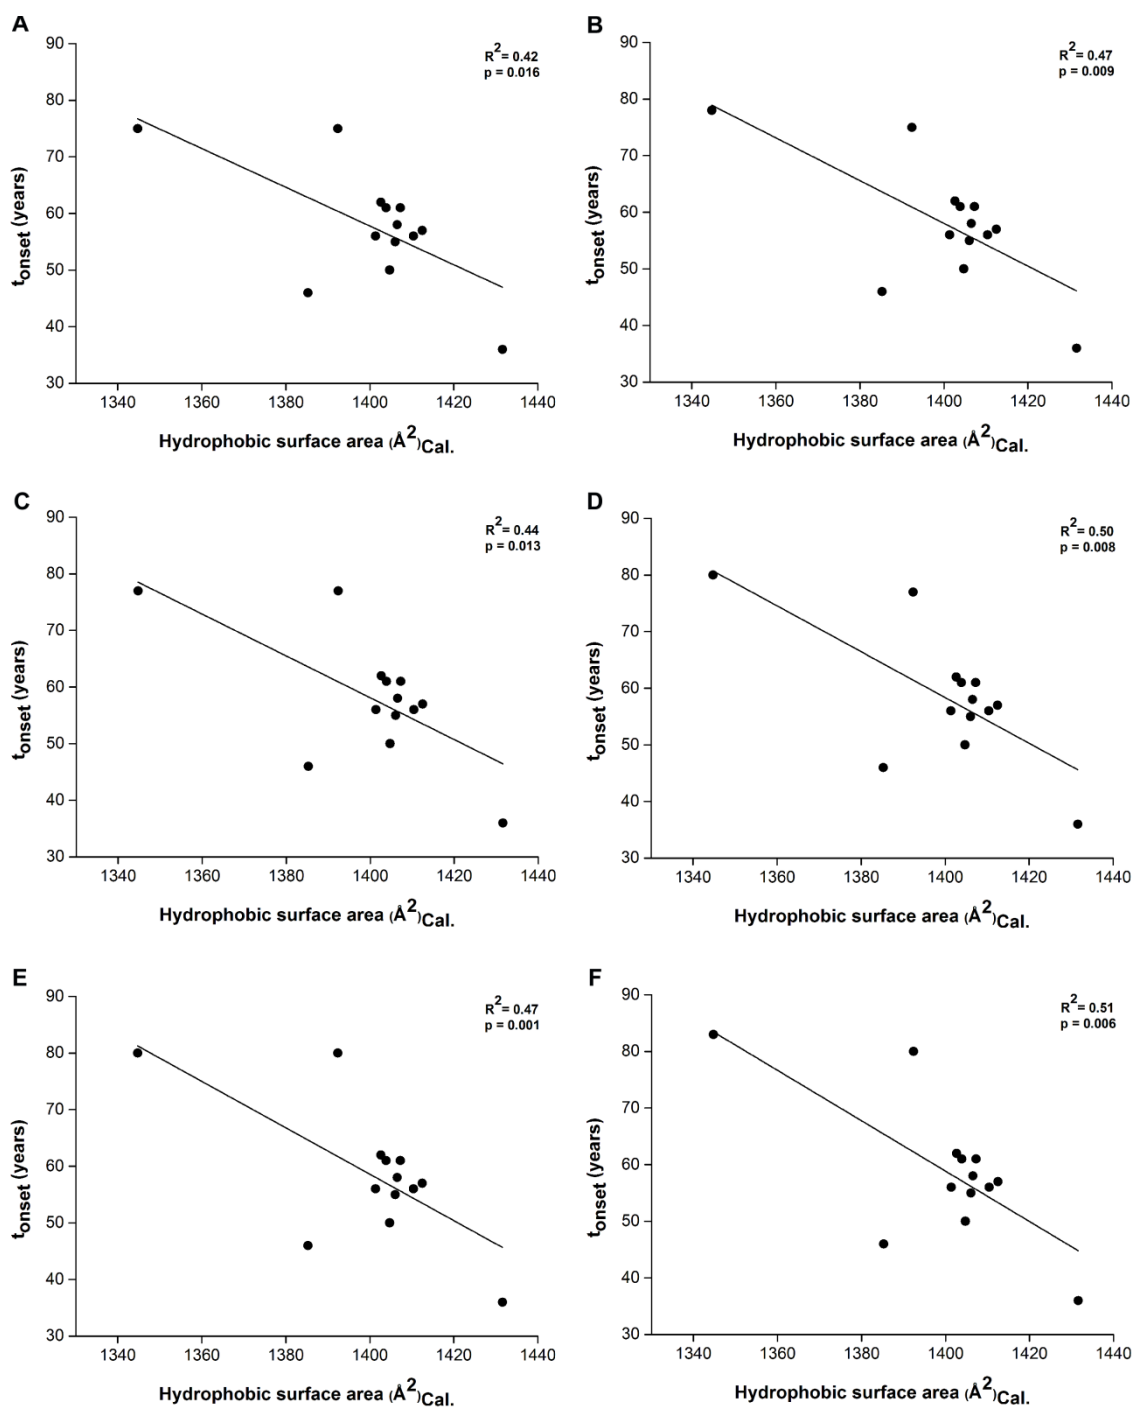 A
R2 = 0.42
p = 0.016
90
80
70
60
50
40
30
tonset (years)
1340 1360 1380 1400 1420 1440
Hydrophobic surface area (Å2)Cal.
B
R2 = 0.47
p = 0.009
90
80
70
60
50
40
30
tonset (years)
1340 1360 1380 1400 1420 1440
Hydrophobic surface area (Å2)Cal.
C
R2 = 0.44
p = 0.013
90
80
70
60
50
40
30
tonset (years)
1340 1360 1380 1400 1420 1440
Hydrophobic surface area (Å2)Cal.
D
R2 = 0.50
p = 0.008
90
80
70
60
50
40
30
tonset (years)
1340 1360 1380 1400 1420 1440
Hydrophobic surface area (Å2)Cal.
E
R2 = 0.47
p = 0.001
90
80
70
60
50
40
30
tonset (years)
1340 1360 1380 1400 1420 1440
Hydrophobic surface area (Å2)Cal.
F
R2 = 0.51
p = 0.006
90
80
70
60
50
40
30
tonset (years)
1340 1360 1380 1400 1420 1440
Hydrophobic surface area (Å2)Cal.